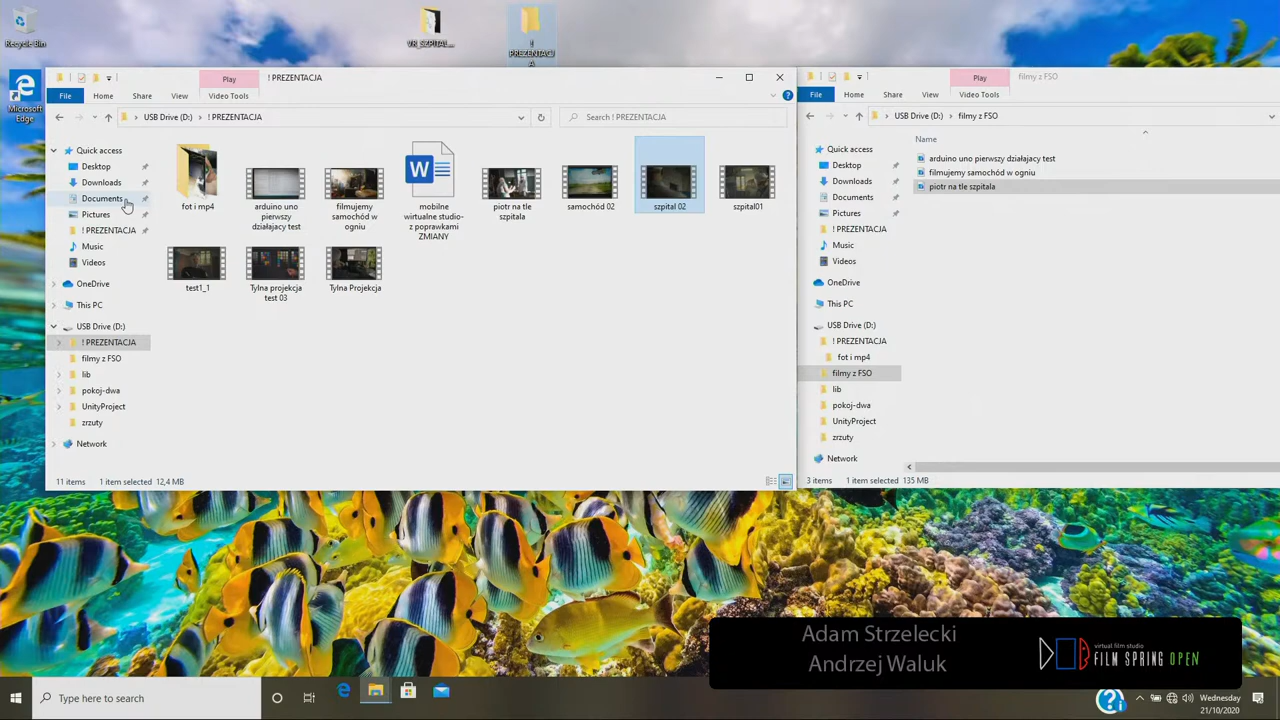 Recycle Bin
VR_SZPITAL...
!
PREZENTACJ
A
Microsoft
Edge
Play
! PREZENTACJA
File
Home
Share
View
Video Tools
USB Drive (D:)
! PREZENTACJA
Search ! PREZENTACJA
Quick access
Desktop
Downloads
Documents
Pictures
! PREZENTACJA
Music
Videos
OneDrive
This PC
USB Drive (D:)
! PREZENTACJA
filmy z FSO
lib
pokoj-dwa
UnityProject
zrzuty
Network
fot i mp4
arduino uno
pierwszy
działajacy test
filmujemy
samochód w
ogniu
mobilne
wirtualne studio-
z poprawkami
ZMIANY
piotr na tle
szpitala
samochód 02
szpital 02
szpital01
test1_1
Tylna projekcja
test 03
Tylna Projekcja
11 items
1 item selected 12,4 MB
Play
filmy z FSO
File
Home
Share
View
Video Tools
USB Drive (D:)
filmy z FSO
Quick access
Desktop
Downloads
Documents
Pictures
! PREZENTACJA
Music
Videos
OneDrive
This PC
USB Drive (D:)
! PREZENTACJA
fot i mp4
filmy z FSO
lib
pokoj-dwa
UnityProject
zrzuty
Network
Name
arduino uno pierwszy działajacy test
filmujemy samochód w ogniu
piotr na tle szpitala
3 items
1 item selected 135 MB
Adam Strzelecki
Andrzej Waluk
virtual film studio
FILM SPRING OPEN
Type here to search
Wednesday
21/10/2020